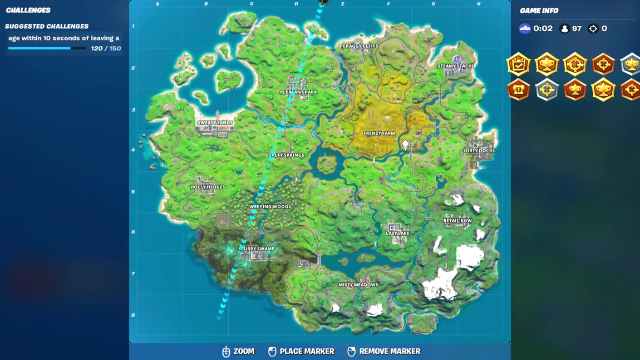 CHALLENGES
SUGGESTED CHALLENGES
age within 10 seconds of leaving a
120 / 150
GAME INFO
0:02
97
0
A B C D E F G H
1
2
3
4
5
6
7
8
CRAGGY CLIFFS
STEAMY STACKS
PLEASANT PARK
SWEATY SANDS
FRENZY FARM
DIRTY DOCKS
SALTY SPRINGS
HOLLY HEDGES
WEEPING WOODS
RETAIL ROW
LAZY LAKE
SLURPY SWAMP
MISTY MEADOWS
ZOOM
PLACE MARKER
REMOVE MARKER